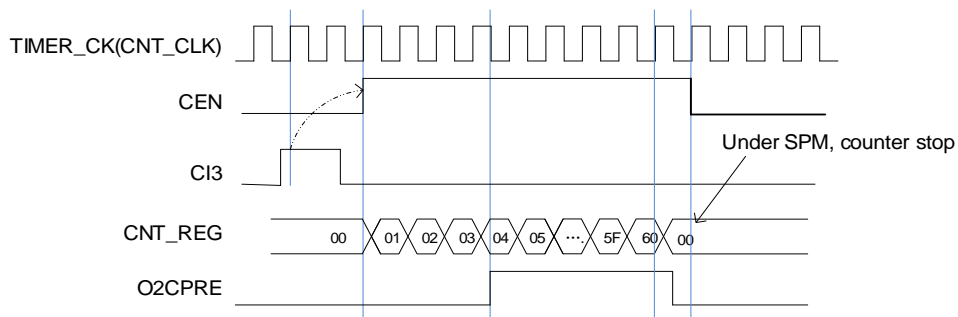 TIMER_CK(CNT_CLK)
CEN
Under SPM, counter stop
CI3
CNT_REG 00 01 02 03 04 05 .... 5F 60 00
O2CPRE